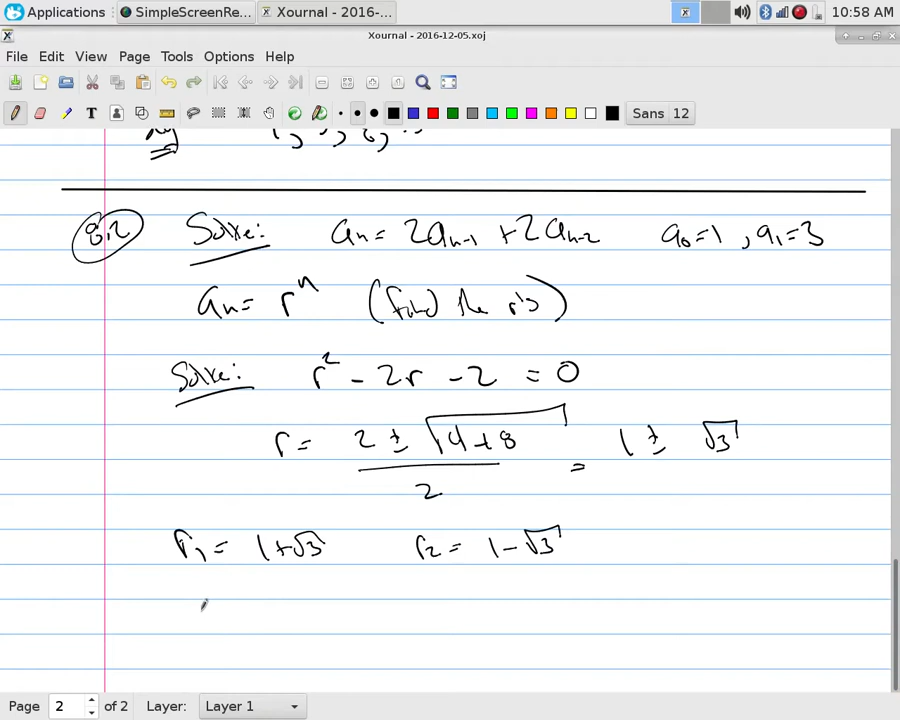 Applications SimpleScreenRe... Xournal - 2016-... 10:58 AM
Xournal - 2016-12-05.xoj
File Edit View Page Tools Options Help
Sans 12
8.2 Solve: aₙ = 2aₙ₋₁ + 2aₙ₋₂ a₀=1 , a₁=3
aₙ = rⁿ (find the r's)
Solve: r² - 2r - 2 = 0
r = (2 ± √(4+8))/2 = 1 ± √3
r₁ = 1+√3 r₂ = 1-√3
Page 2 of 2 Layer: Layer 1